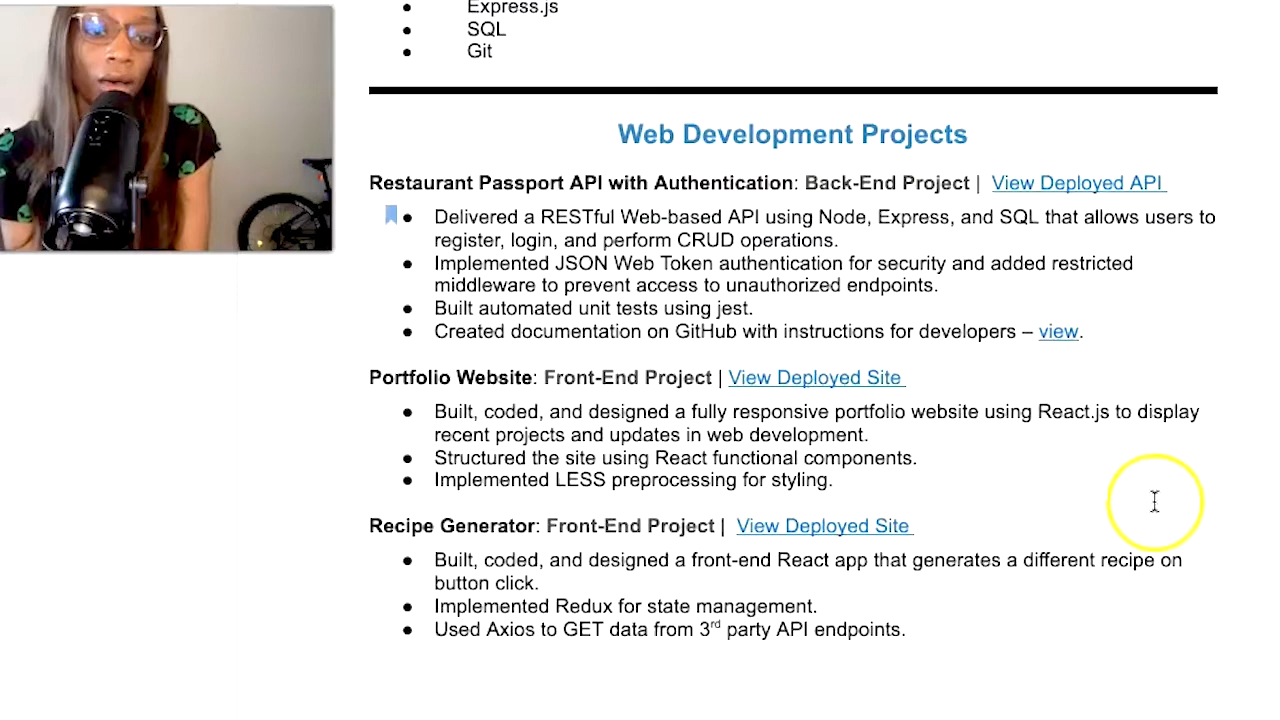 ● Express.js
● SQL
● Git
Web Development Projects
Restaurant Passport API with Authentication: Back-End Project | View Deployed API
● Delivered a RESTful Web-based API using Node, Express, and SQL that allows users to
register, login, and perform CRUD operations.
● Implemented JSON Web Token authentication for security and added restricted
middleware to prevent access to unauthorized endpoints.
● Built automated unit tests using jest.
● Created documentation on GitHub with instructions for developers – view.
Portfolio Website: Front-End Project | View Deployed Site
● Built, coded, and designed a fully responsive portfolio website using React.js to display
recent projects and updates in web development.
● Structured the site using React functional components.
● Implemented LESS preprocessing for styling.
Recipe Generator: Front-End Project | View Deployed Site
● Built, coded, and designed a front-end React app that generates a different recipe on
button click.
● Implemented Redux for state management.
● Used Axios to GET data from 3rd party API endpoints.